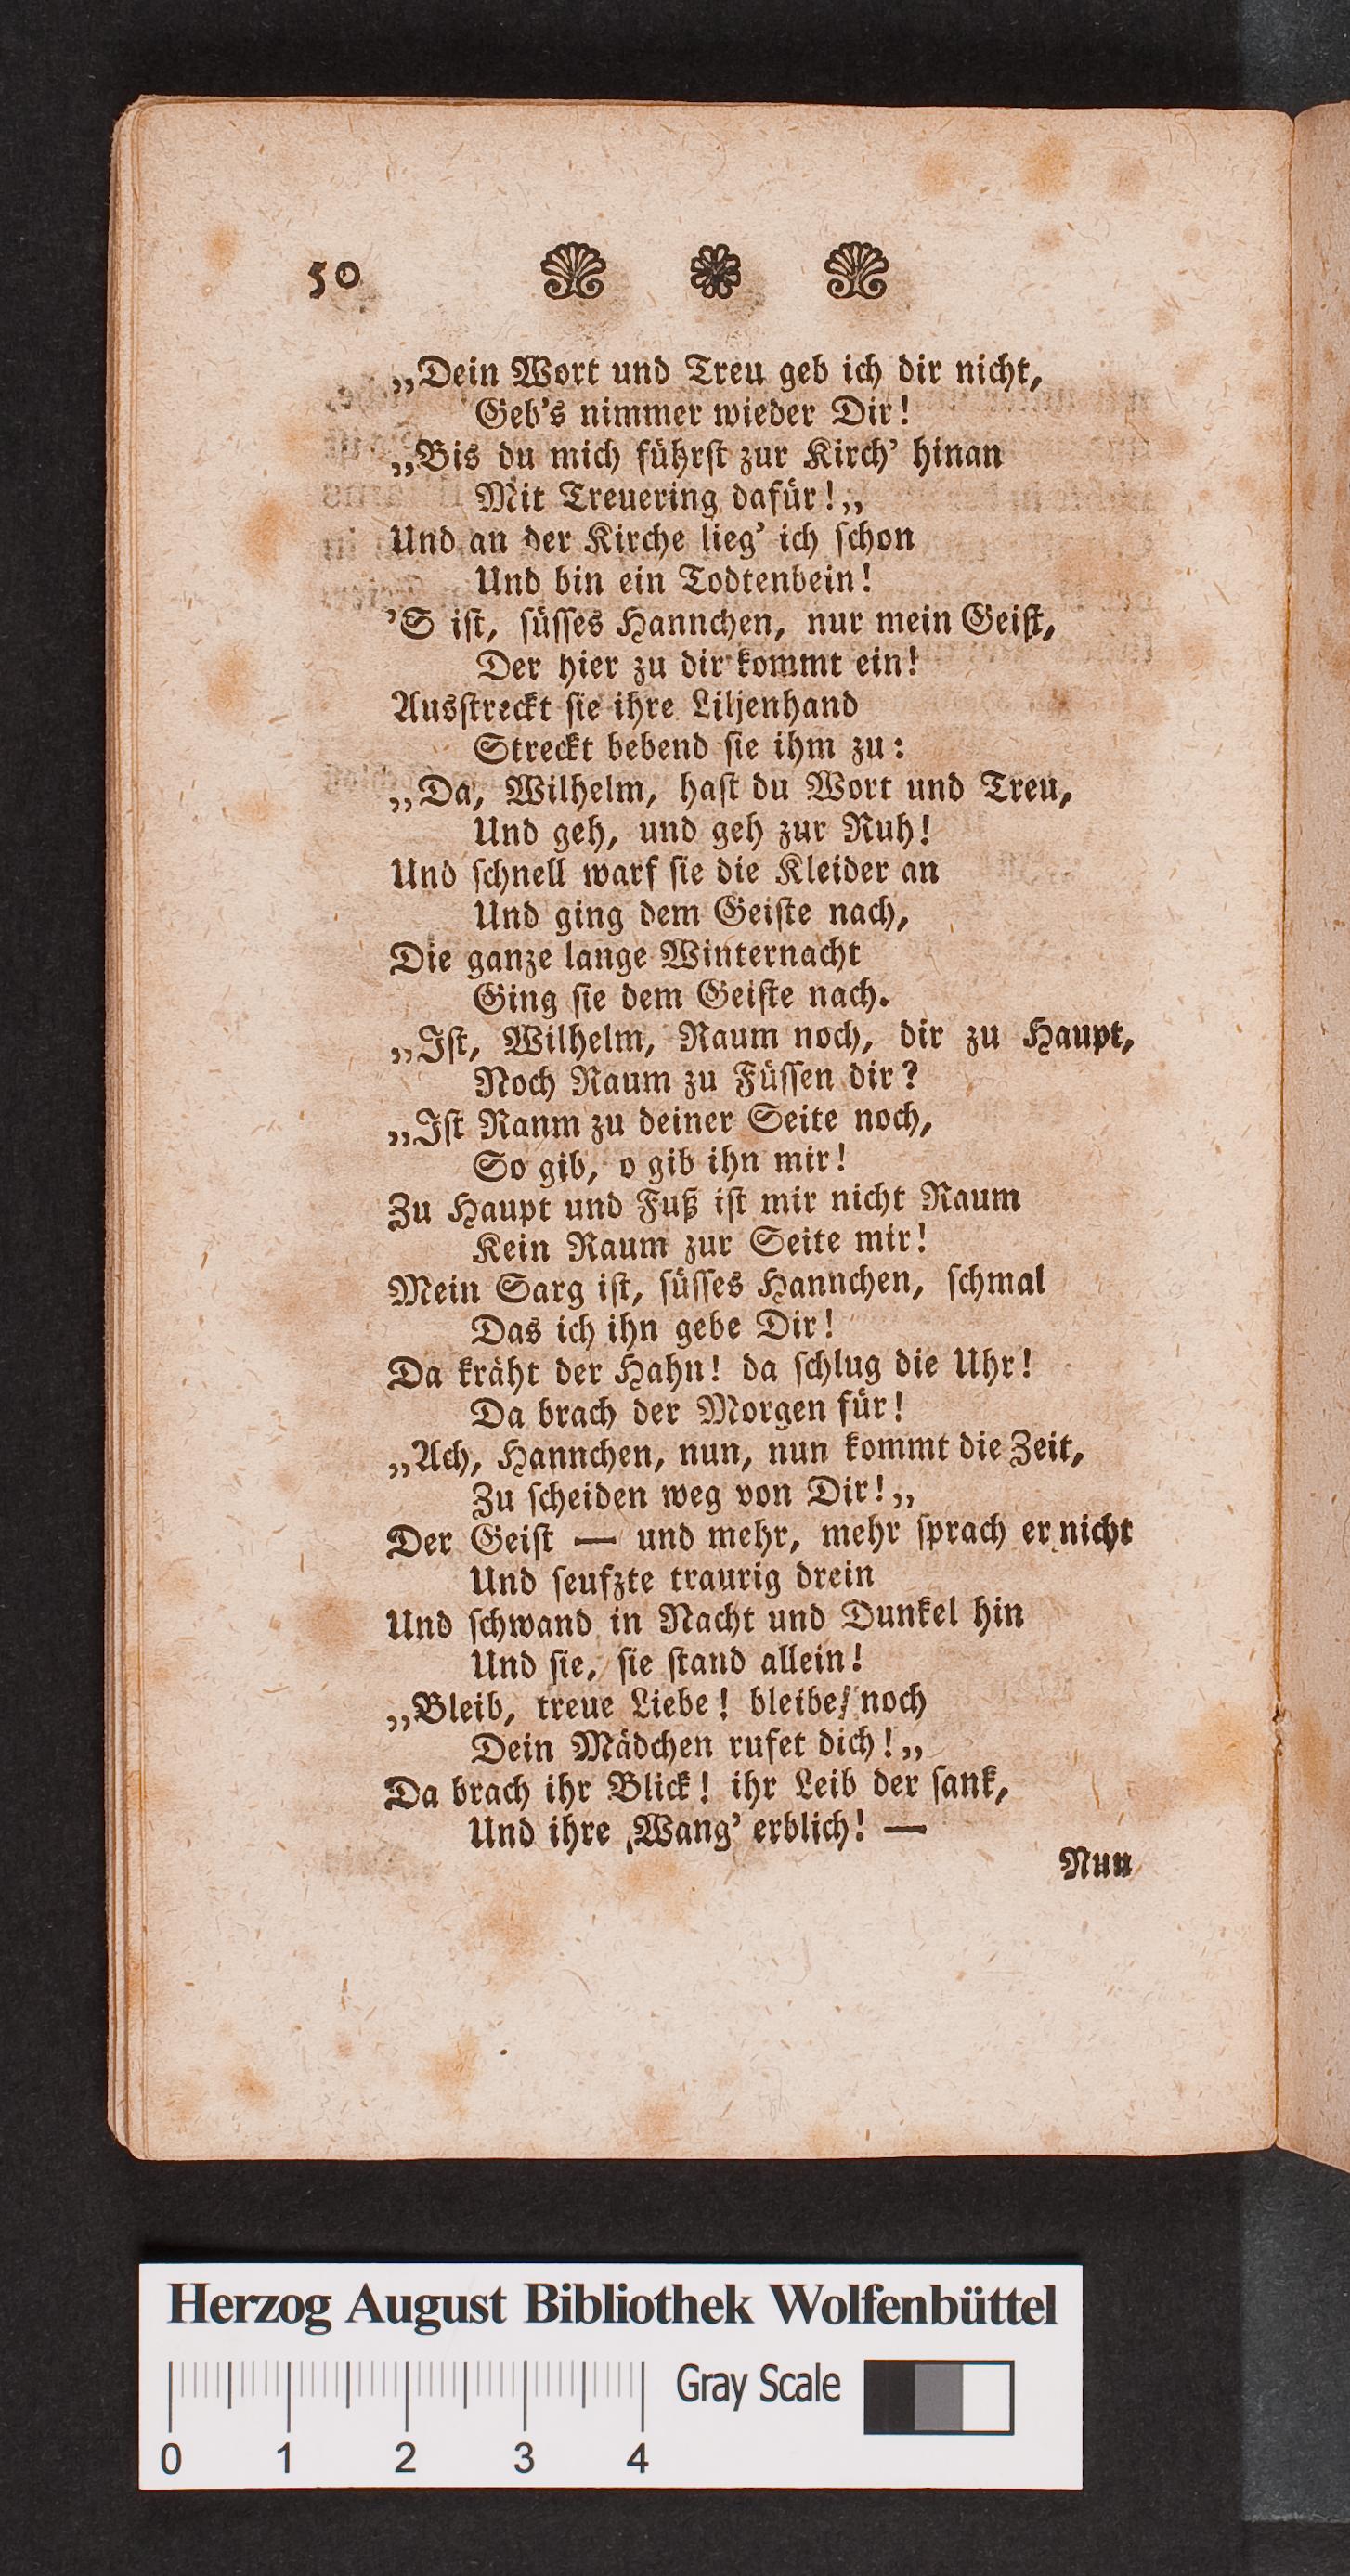 50
„Dein Wort und Treu geb ich dir nicht,
Geb's nimmer wieder Dir!
„Bis du mich führſt zur Kirch' hinan
Mit Treuering dafür!„
Und an der Kirche lieg' ich ſchon
Und bin ein Todtenbein!
'S iſt, ſüſſes Hannchen, nur mein Geiſt,
Der hier zu dir kommt ein!
Ausſtreckt ſie ihre Liljenhand
Streckt bebend ſie ihm zu:
„Da, Wilhelm, haſt du Wort und Treu,
Und geh, und geh zur Ruh!
Und ſchnell warf ſie die Kleider an
Und ging dem Geiſte nach,
Die ganze lange Winternacht
Ging ſie dem Geiſte nach.
„Iſt, Wilhelm, Raum noch, dir zu Haupt,
Noch Raum zu Füſſen dir?
„Iſt Ranm zu deiner Seite noch,
So gib, o gib ihn mir!
Zu Haupt und Fuß iſt mir nicht Raum
Kein Raum zur Seite mir!
Mein Sarg iſt, ſüſſes Hannchen, ſchmal
Das ich ihn gebe Dir!
Da kräht der Hahn! da ſchlug die Uhr!
Da brach der Morgen für!
„Ach, Hannchen, nun, nun kommt die Zeit,
Zu ſcheiden weg von Dir!„
Der Geiſt — und mehr, mehr ſprach er nicht
Und ſeufzte traurig drein
Und ſchwand in Nacht und Dunkel hin
Und ſie, ſie ſtand allein!
„Bleib, treue Liebe! bleibe/ noch
Dein Mädchen rufet dich!„
Da brach ihr Blick! ihr Leib der ſank,
Und ihre Wang' erblich! —
Nun
Herzog August Bibliothek Wolfenbüttel
Gray Scale
0 1 2 3 4